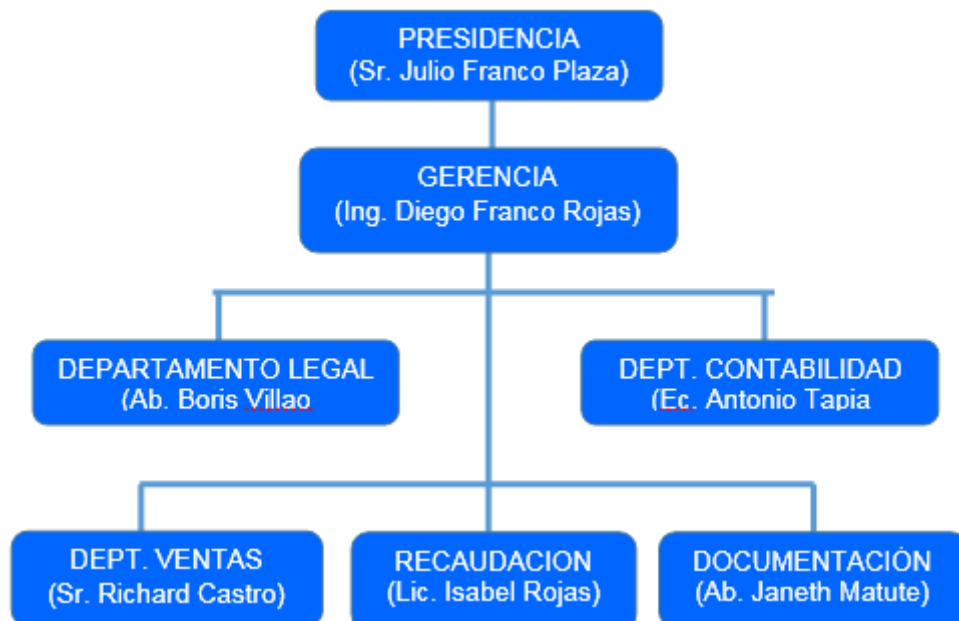 PRESIDENCIA
(Sr. Julio Franco Plaza)
GERENCIA
(Ing. Diego Franco Rojas)
DEPARTAMENTO LEGAL
(Ab. Boris Villao
DEPT. CONTABILIDAD
(Ec. Antonio Tapia
DEPT. VENTAS
(Sr. Richard Castro)
RECAUDACION
(Lic. Isabel Rojas)
DOCUMENTACIÓN
(Ab. Janeth Matute)